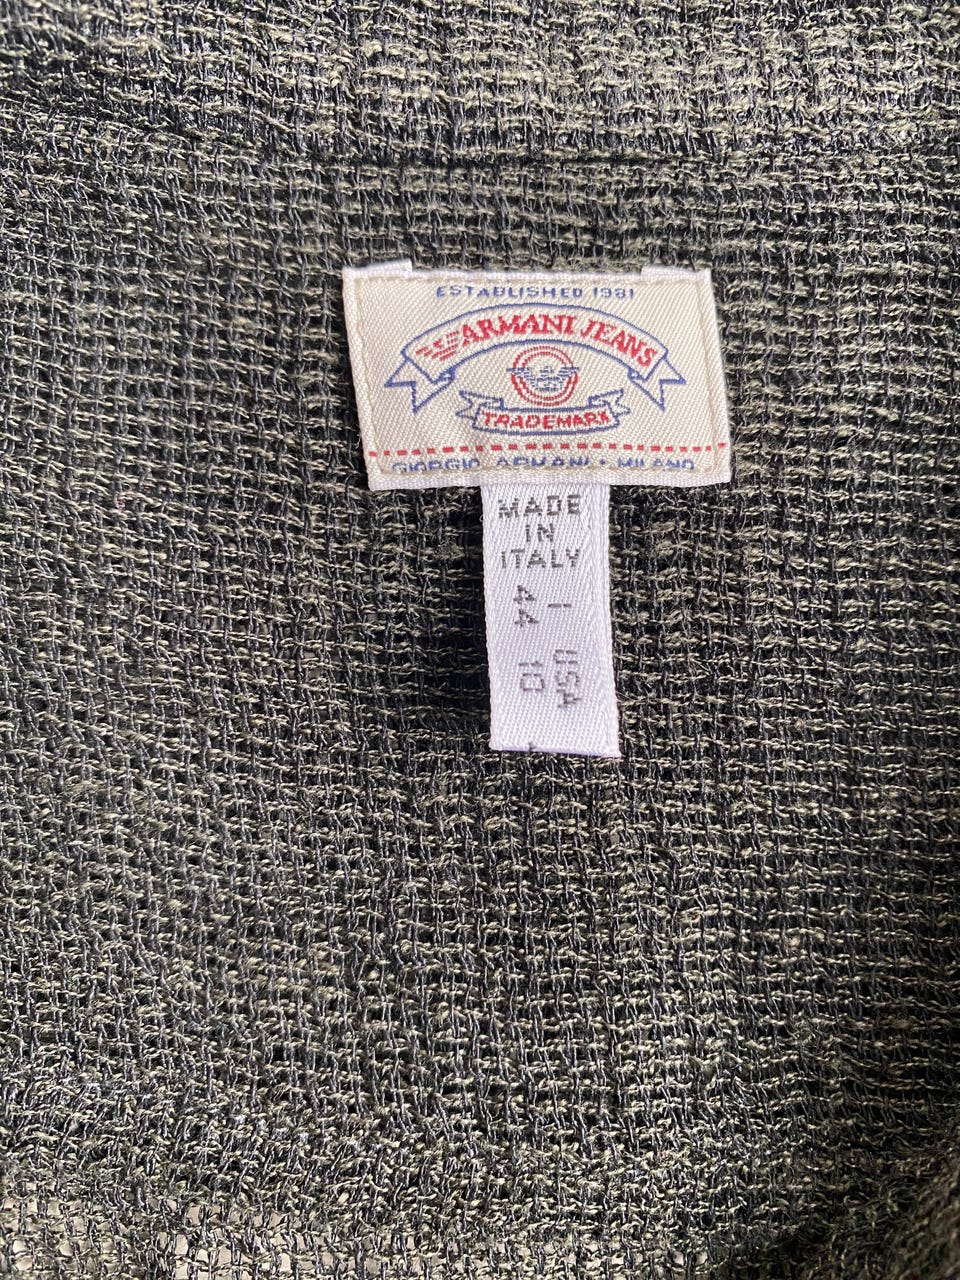 ESTABLISHED 1981
ARMANI JEANS
TRADEMARK
GIORGIO ARMANI • MILANO
MADE
IN
ITALY
I USA
44 10